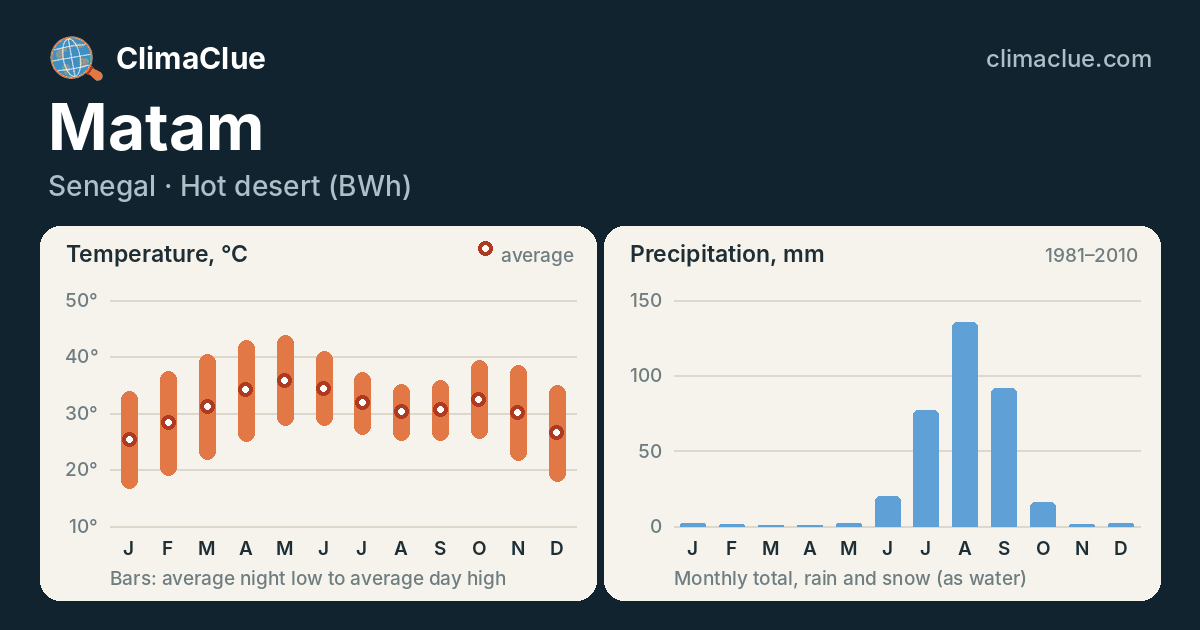 ClimaClue
climaclue.com
Matam
Senegal · Hot desert (BWh)
Temperature, °C
average
50°
40°
30°
20°
10°
J F M A M J J A S O N D
Bars: average night low to average day high
Precipitation, mm
1981–2010
150
100
50
0
J F M A M J J A S O N D
Monthly total, rain and snow (as water)